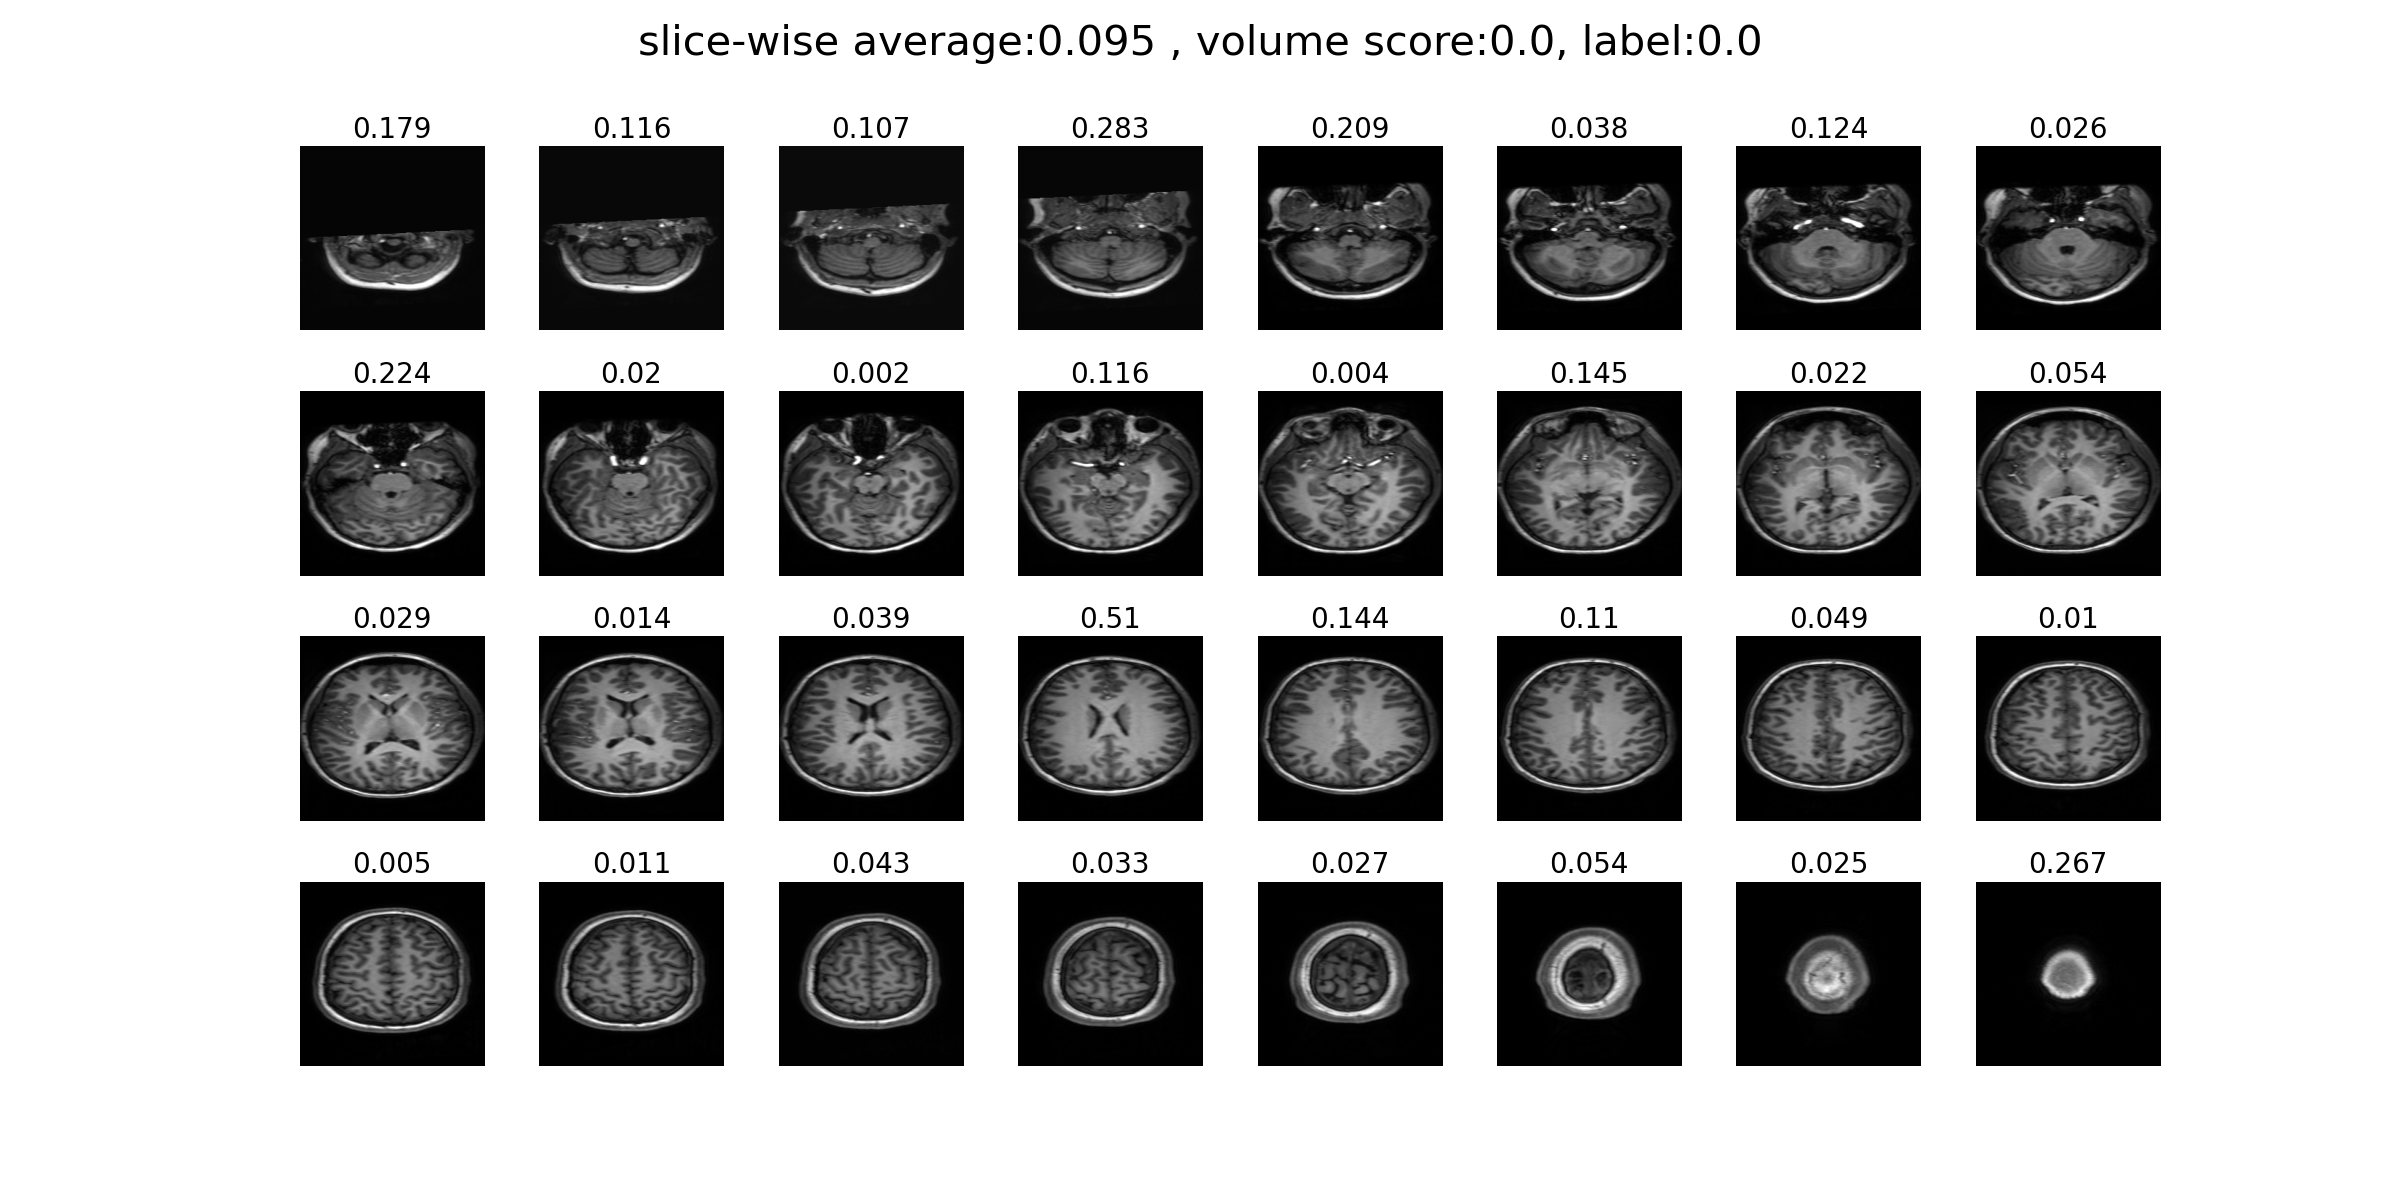 slice-wise average:0.095 , volume score:0.0, label:0.0
0.179 0.116 0.107 0.283 0.209 0.038 0.124 0.026
0.224 0.02 0.002 0.116 0.004 0.145 0.022 0.054
0.029 0.014 0.039 0.51 0.144 0.11 0.049 0.01
0.005 0.011 0.043 0.033 0.027 0.054 0.025 0.267